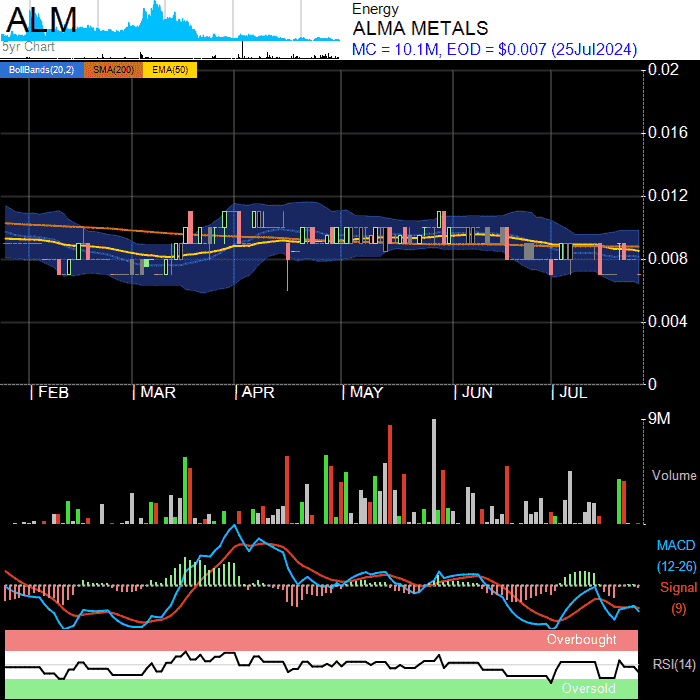 ALM
5yr Chart
Energy
ALMA METALS
MC = 10.1M, EOD = $0.007 (25Jul2024)
BollBands(20,2) SMA(200) EMA(50)
0.02
0.016
0.012
0.008
0.004
0
FEB MAR APR MAY JUN JUL
9M
Volume
MACD
(12-26)
Signal
(9)
Overbought
RSI(14)
Oversold